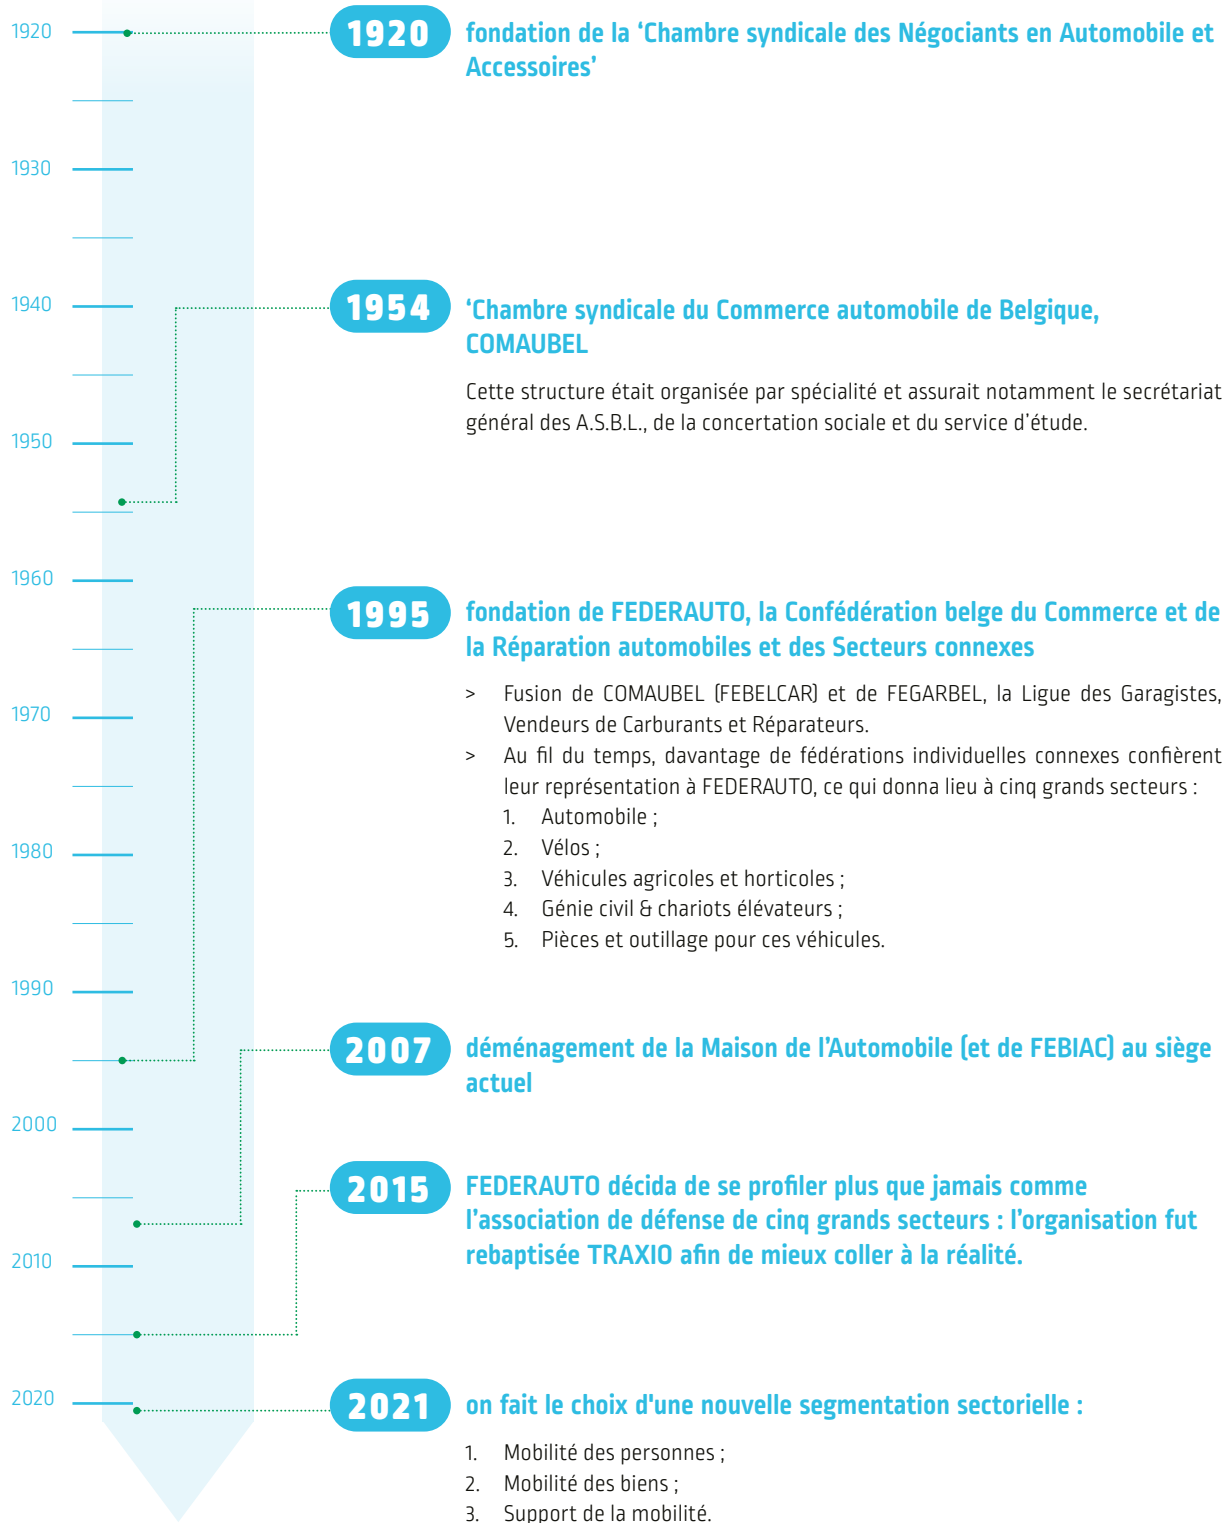 1920
1920
fondation de la ‘Chambre syndicale des Négociants en Automobile et
Accessoires’
1930
1940
1954
‘Chambre syndicale du Commerce automobile de Belgique,
COMAUBEL
Cette structure était organisée par spécialité et assurait notamment le secrétariat
général des A.S.B.L., de la concertation sociale et du service d’étude.
1950
1960
1995
fondation de FEDERAUTO, la Confédération belge du Commerce et de
la Réparation automobiles et des Secteurs connexes
> Fusion de COMAUBEL (FEBELCAR) et de FEGARBEL, la Ligue des Garagistes,
Vendeurs de Carburants et Réparateurs.
1970
> Au fil du temps, davantage de fédérations individuelles connexes confièrent
leur représentation à FEDERAUTO, ce qui donna lieu à cinq grands secteurs :
1. Automobile ;
2. Vélos ;
1980
3. Véhicules agricoles et horticoles ;
4. Génie civil & chariots élévateurs ;
5. Pièces et outillage pour ces véhicules.
1990
2007
déménagement de la Maison de l’Automobile (et de FEBIAC) au siège
actuel
2000
2015
FEDERAUTO décida de se profiler plus que jamais comme
l’association de défense de cinq grands secteurs : l’organisation fut
rebaptisée TRAXIO afin de mieux coller à la réalité.
2010
2020
2021
on fait le choix d'une nouvelle segmentation sectorielle :
1. Mobilité des personnes ;
2. Mobilité des biens ;
3. Support de la mobilité.